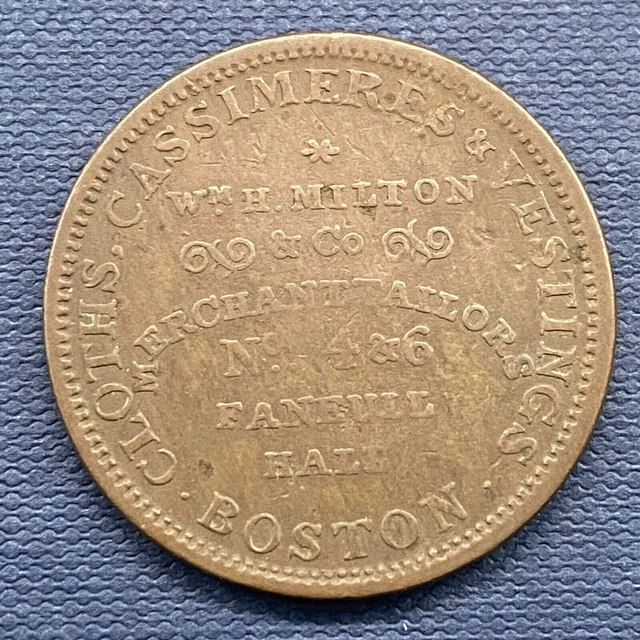 CLOTHS. CASSIMERES & VESTINGS
WM H. MILTON
& Co
MERCHANT TAILORS
No. 4 & 6
FANEUIL
HALL
· BOSTON ·